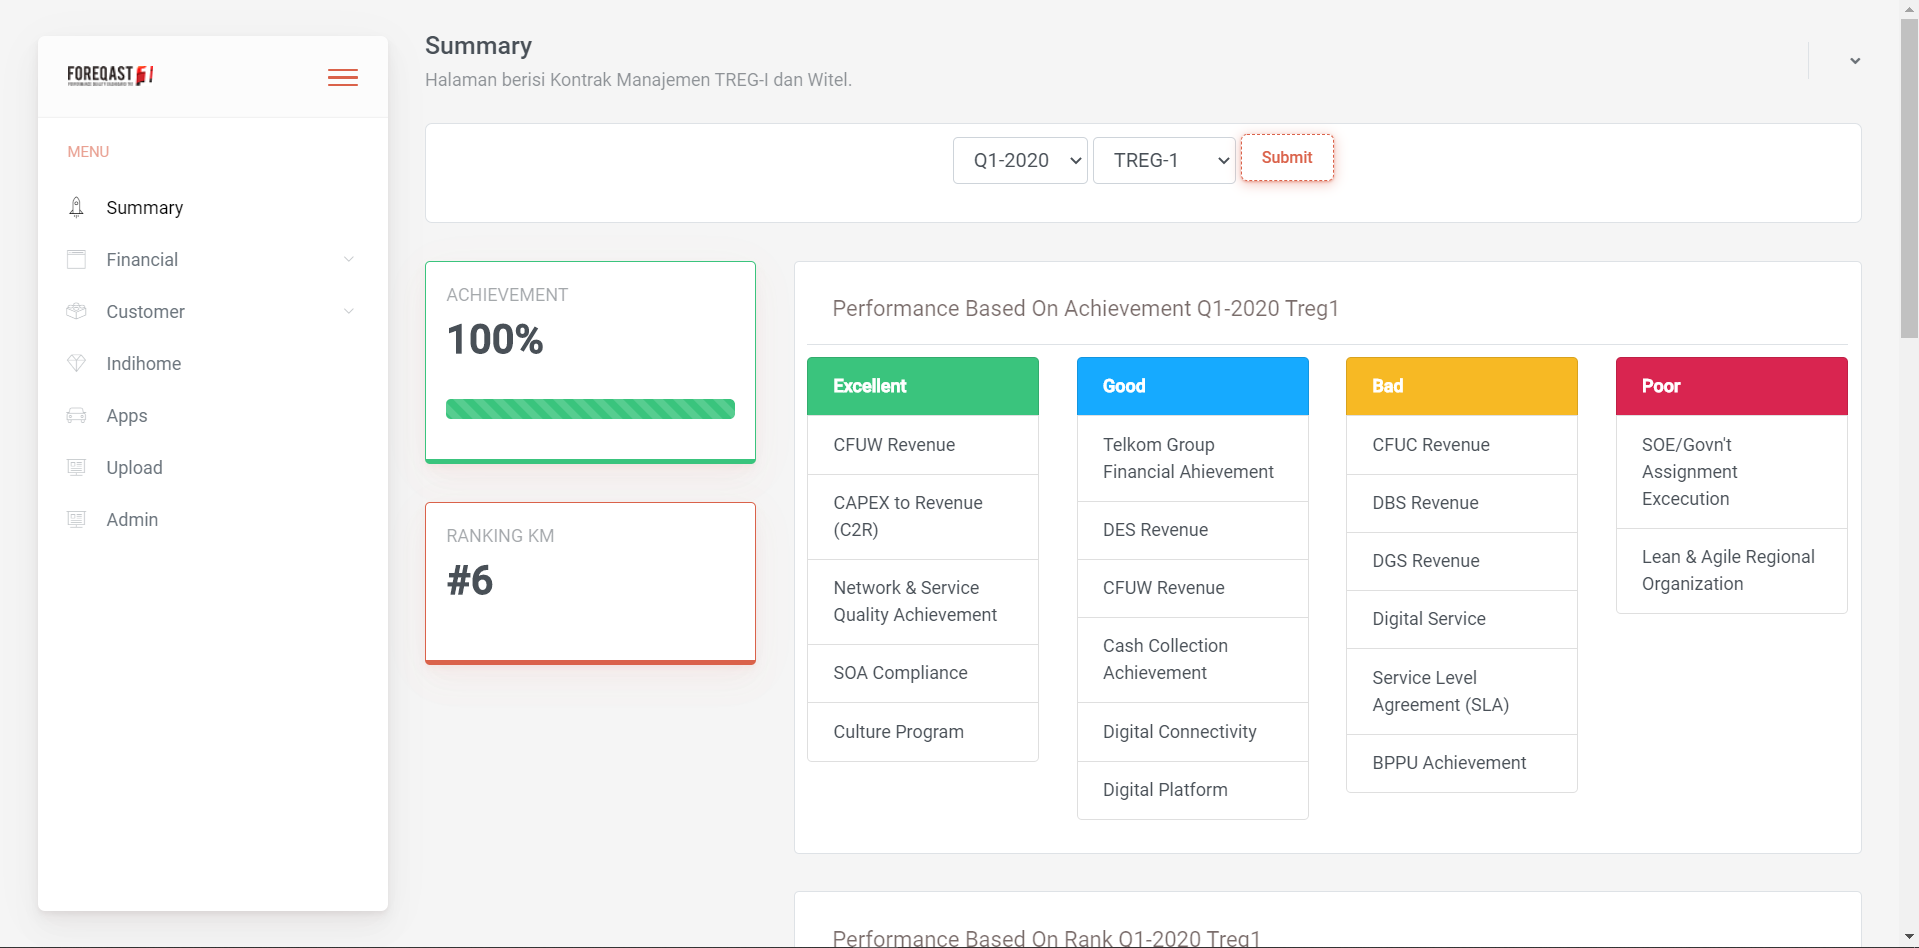 FOREQAST
MENU
Summary
Financial
Customer
Indihome
Apps
Upload
Admin
Summary
Halaman berisi Kontrak Manajemen TREG-I dan Witel.
Q1-2020
TREG-1
Submit
ACHIEVEMENT
100%
RANKING KM
#6
Performance Based On Achievement Q1-2020 Treg1
Excellent
CFUW Revenue
CAPEX to Revenue
(C2R)
Network & Service
Quality Achievement
SOA Compliance
Culture Program
Good
Telkom Group
Financial Ahievement
DES Revenue
CFUW Revenue
Cash Collection
Achievement
Digital Connectivity
Digital Platform
Bad
CFUC Revenue
DBS Revenue
DGS Revenue
Digital Service
Service Level
Agreement (SLA)
BPPU Achievement
Poor
SOE/Govn't
Assignment
Excecution
Lean & Agile Regional
Organization
Performance Based On Rank Q1-2020 Treg1